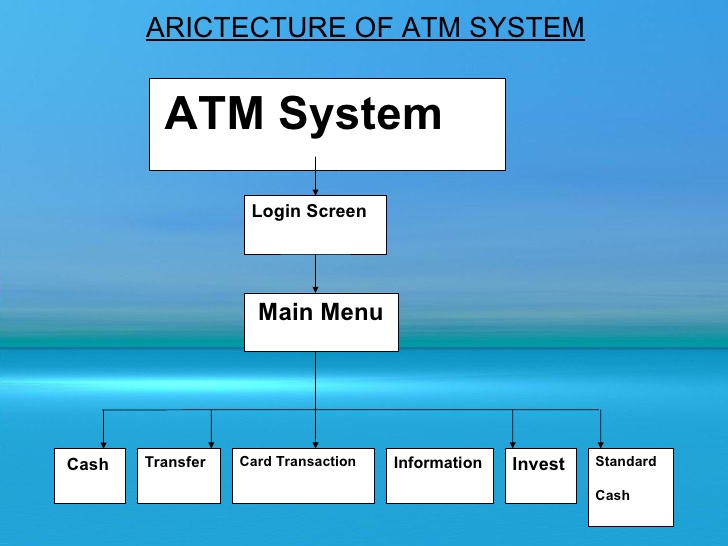 ARICTECTURE OF ATM SYSTEM
ATM System
Login Screen
Main Menu
Cash
Transfer
Card Transaction
Information
Invest
Standard
Cash